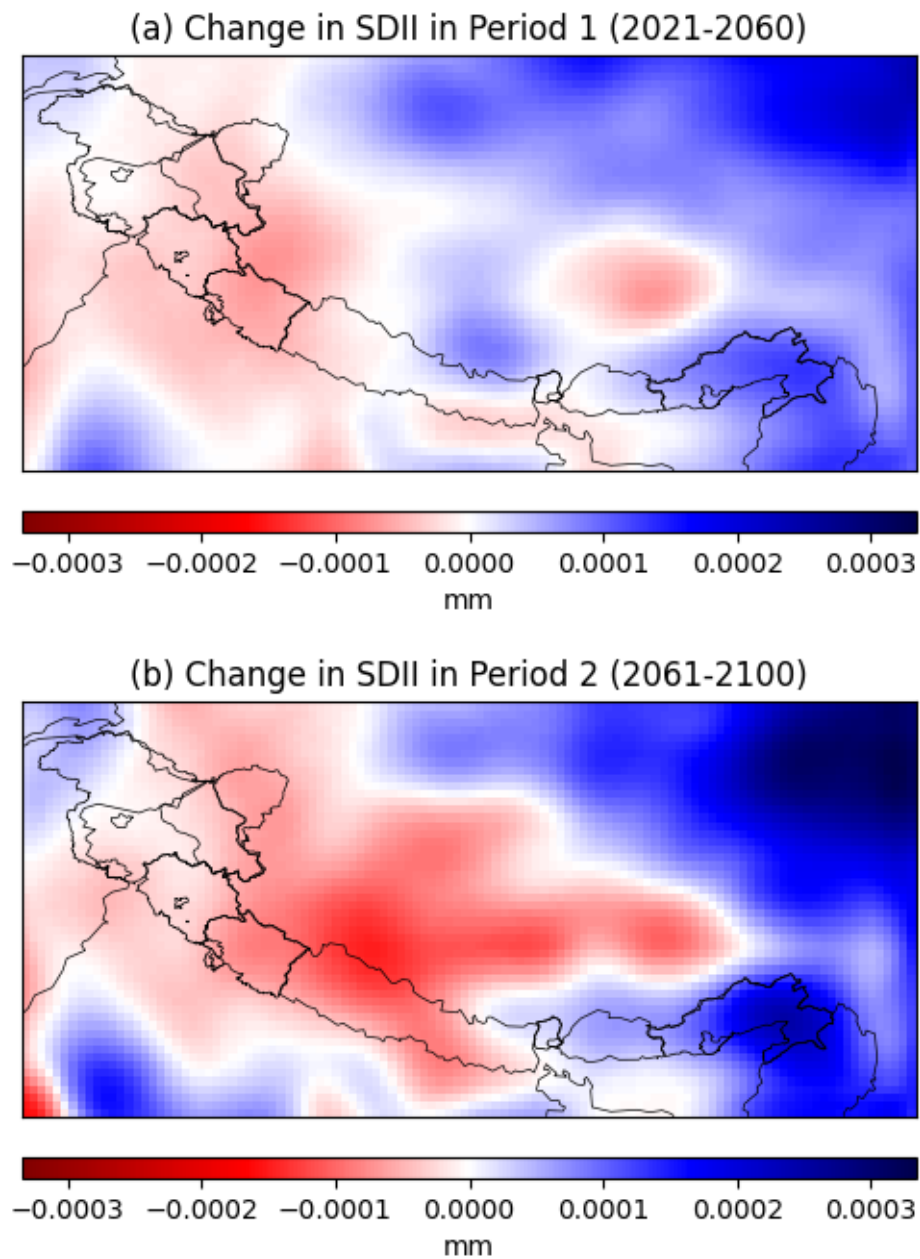 (a) Change in SDII in Period 1 (2021-2060)
−0.0003 −0.0002 −0.0001 0.0000 0.0001 0.0002 0.0003
mm
(b) Change in SDII in Period 2 (2061-2100)
−0.0003 −0.0002 −0.0001 0.0000 0.0001 0.0002 0.0003
mm